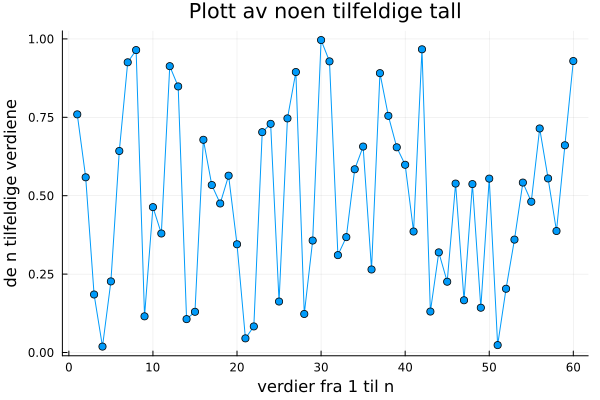 Plott av noen tilfeldige tall
de n tilfeldige verdiene
1.00
0.75
0.50
0.25
0.00
0 10 20 30 40 50 60
verdier fra 1 til n